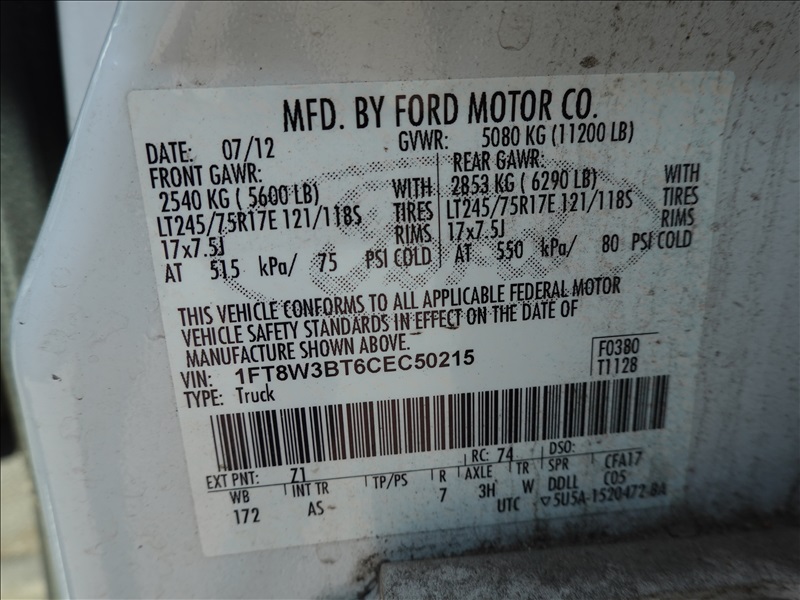 MFD. BY FORD MOTOR CO.
DATE: 07/12 GVWR: 5080 KG (11200 LB)
FRONT GAWR: REAR GAWR:
2540 KG ( 5600 LB) WITH 2853 KG ( 6290 LB) WITH
LT245/75R17E 121/118S TIRES LT245/75R17E 121/118S TIRES
17x7.5J RIMS 17x7.5J RIMS
AT 515 kPa/ 75 PSI COLD AT 550 kPa/ 80 PSI COLD
THIS VEHICLE CONFORMS TO ALL APPLICABLE FEDERAL MOTOR
VEHICLE SAFETY STANDARDS IN EFFECT ON THE DATE OF
MANUFACTURE SHOWN ABOVE.
VIN: 1FT8W3BT6CEC50215 F0380
TYPE: Truck T1128
EXT PNT: Z1 RC: 74 DSO:
WB INT TR TP/PS R AXLE TR SPR CFA17
172 AS 7 3H W DDLL C05
UTC ▽5U5A-1520472-BA